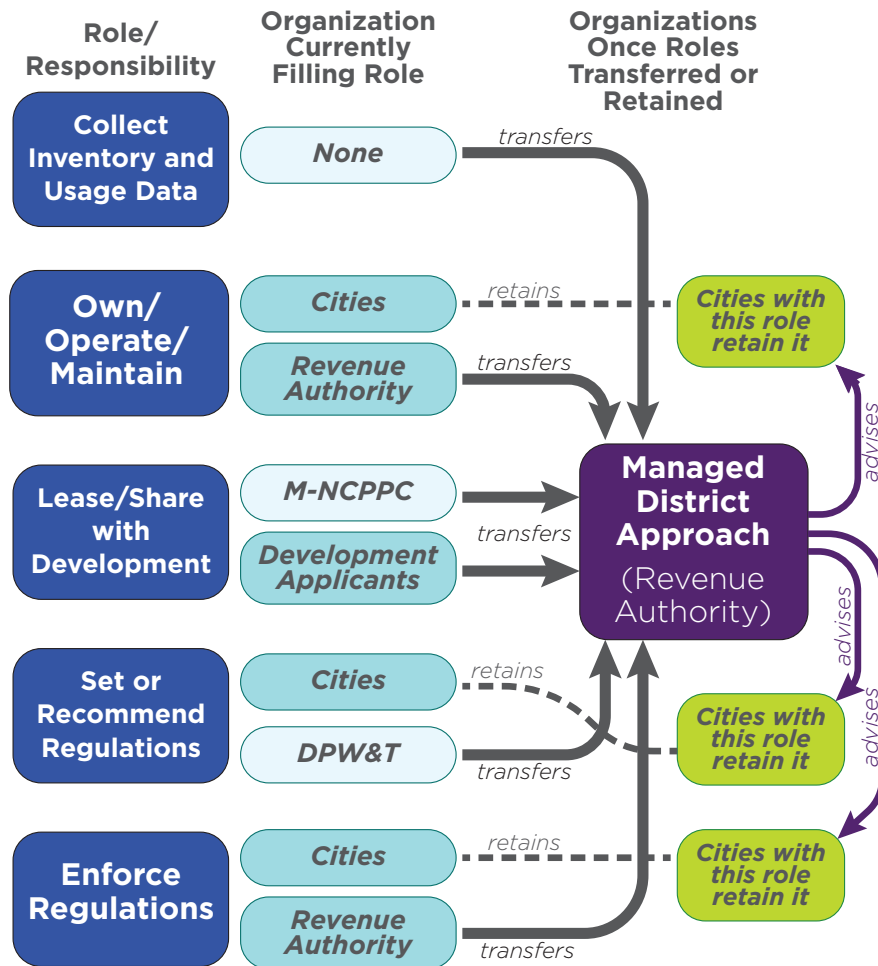 Role/
Responsibility
Organization
Currently
Filling Role
Organizations
Once Roles
Transferred or
Retained
Collect
Inventory and
Usage Data
None
transfers
Own/
Operate/
Maintain
Cities
retains
Cities with
this role
retain it
Revenue
Authority
transfers
advises
Lease/Share
with
Development
M-NCPPC
transfers
Development
Applicants
Managed
District
Approach
(Revenue
Authority)
advises
advises
Set or
Recommend
Regulations
Cities
retains
DPW&T
transfers
Cities with
this role
retain it
Enforce
Regulations
Cities
retains
Cities with
this role
retain it
Revenue
Authority
transfers